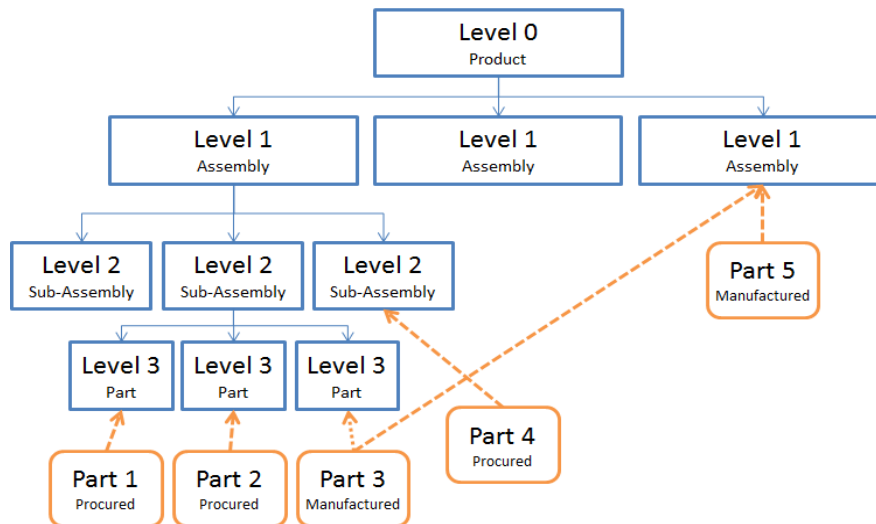 Level 0
Product
Level 1
Assembly
Level 1
Assembly
Level 1
Assembly
Level 2
Sub-Assembly
Level 2
Sub-Assembly
Level 2
Sub-Assembly
Part 5
Manufactured
Level 3
Part
Level 3
Part
Level 3
Part
Part 4
Procured
Part 1
Procured
Part 2
Procured
Part 3
Manufactured